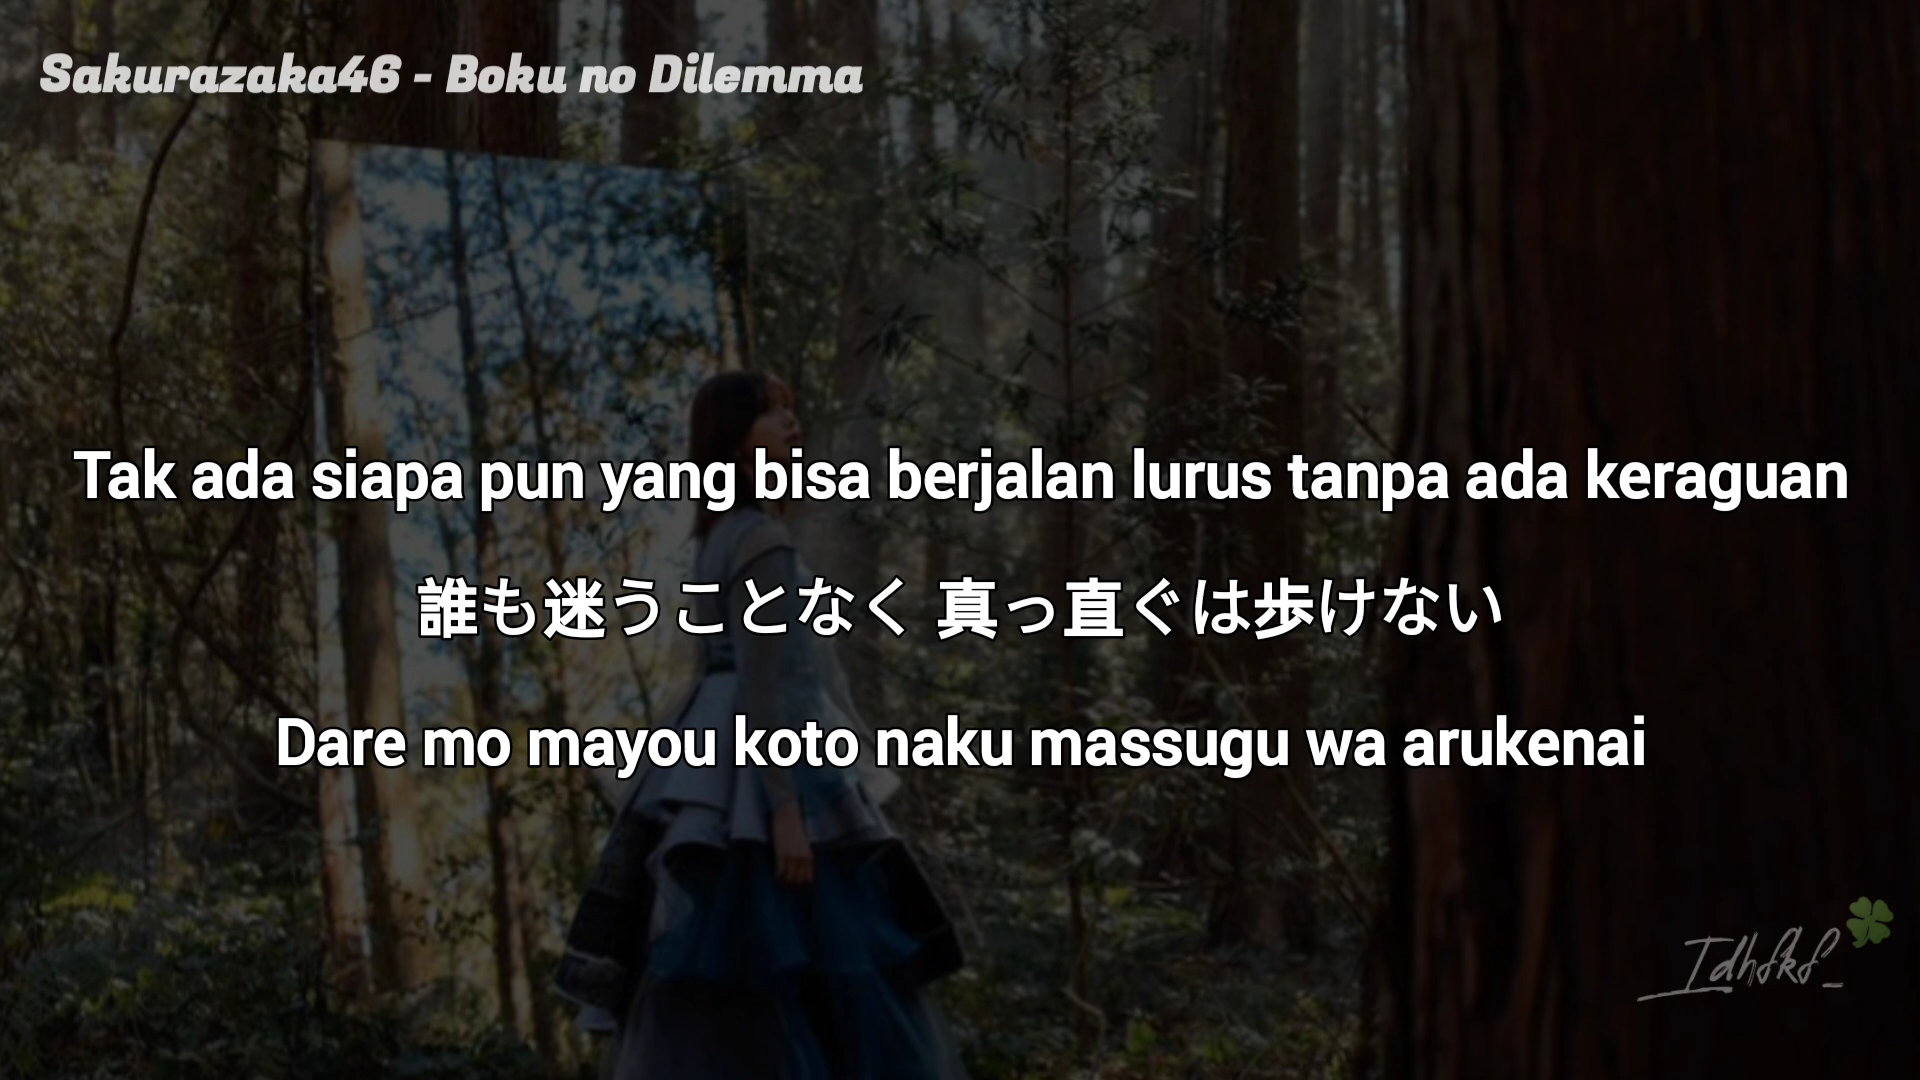 Sakurazaka46 - Boku no Dilemma
Tak ada siapa pun yang bisa berjalan lurus tanpa ada keraguan
誰も迷うことなく 真っ直ぐは歩けない
Dare mo mayou koto naku massugu wa arukenai